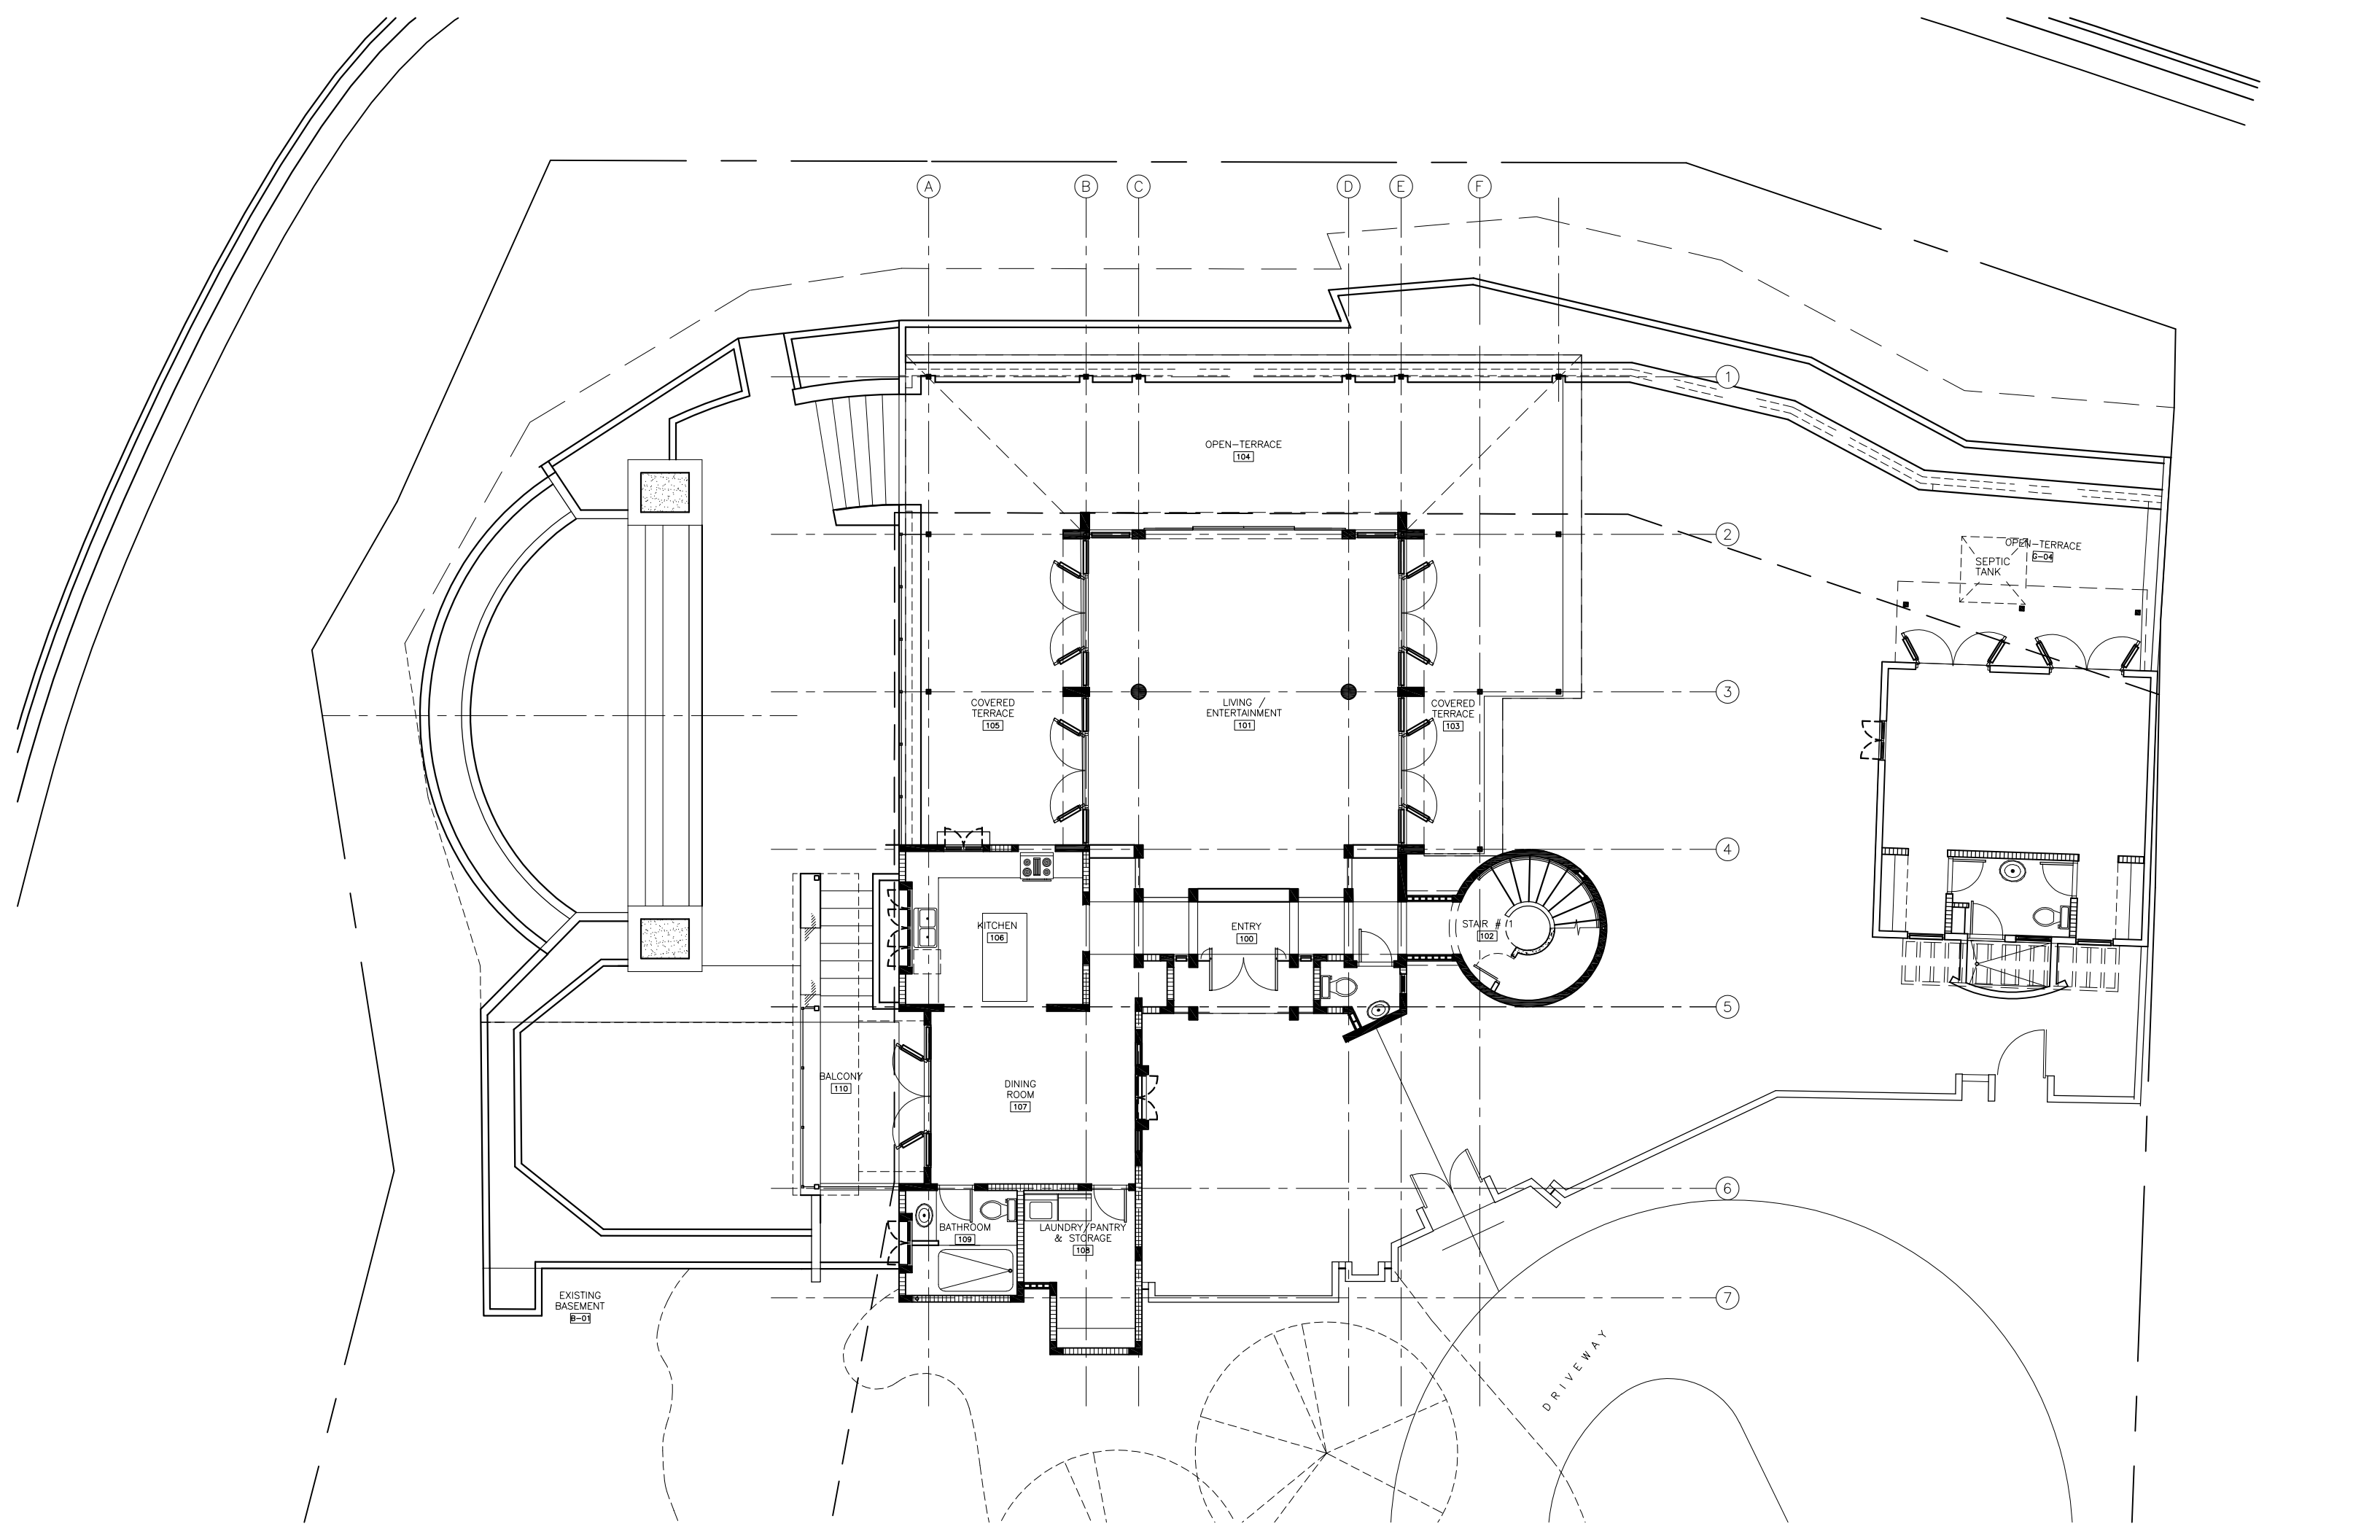 A
B
C
D
E
F
1
OPEN-TERRACE
104
2
OPEN-TERRACE
G-04
SEPTIC
TANK
3
COVERED
TERRACE
105
LIVING /
ENTERTAINMENT
101
COVERED
TERRACE
103
4
KITCHEN
106
ENTRY
100
STAIR # 1
102
5
BALCONY
110
DINING
ROOM
107
6
BATHROOM
109
LAUNDRY/PANTRY
& STORAGE
108
EXISTING
BASEMENT
B-01
7
DRIVEWAY